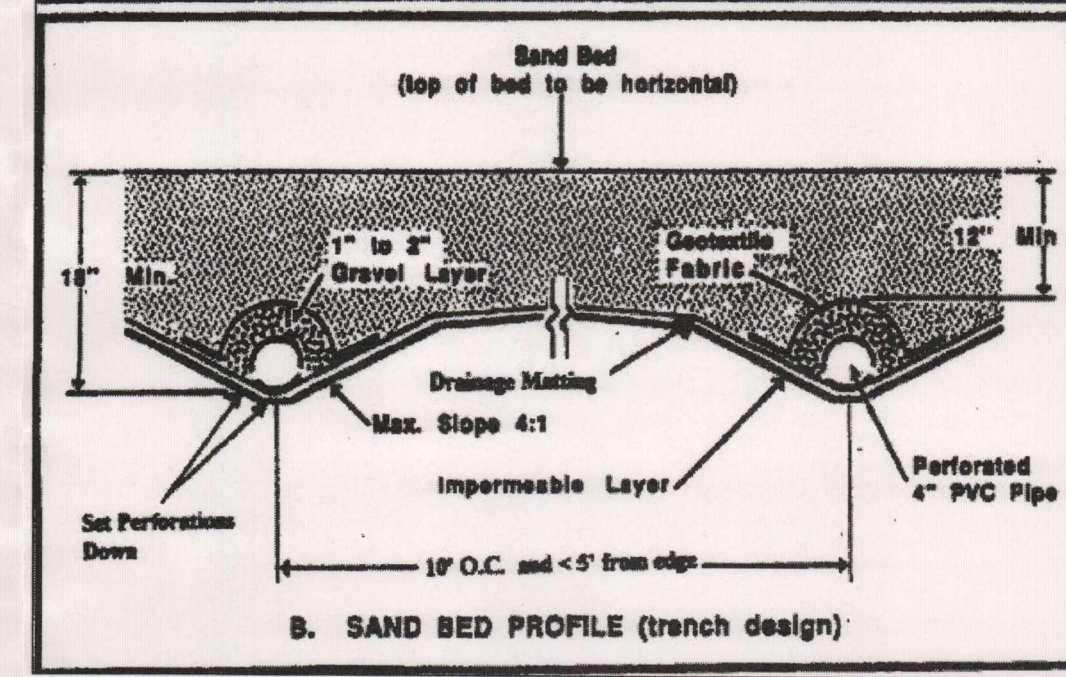 Sand Bed
(top of bed to be horizontal)
1" to 2"
Gravel Layer
Geotextile
Fabric
12" Min
18" Min.
Drainage Matting
Max. Slope 4:1
Impermeable Layer
Perforated
4" PVC Pipe
Set Perforations
Down
10' O.C. and <5' from edge
B. SAND BED PROFILE (trench design)